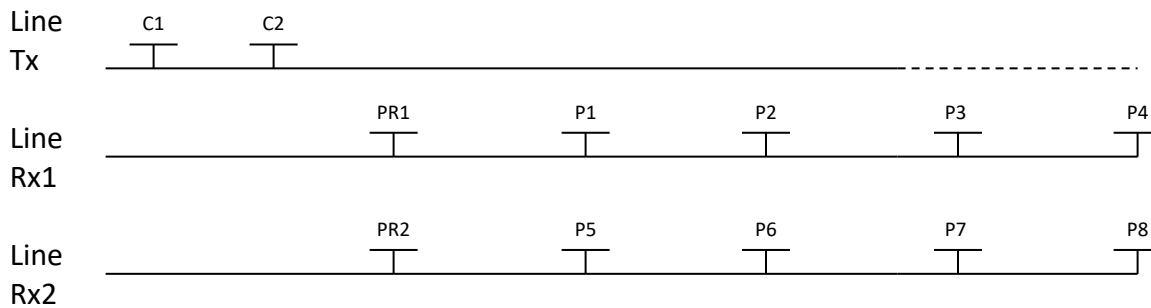 Line
Tx
C1 C2
Line
Rx1
PR1 P1 P2 P3 P4
Line
Rx2
PR2 P5 P6 P7 P8